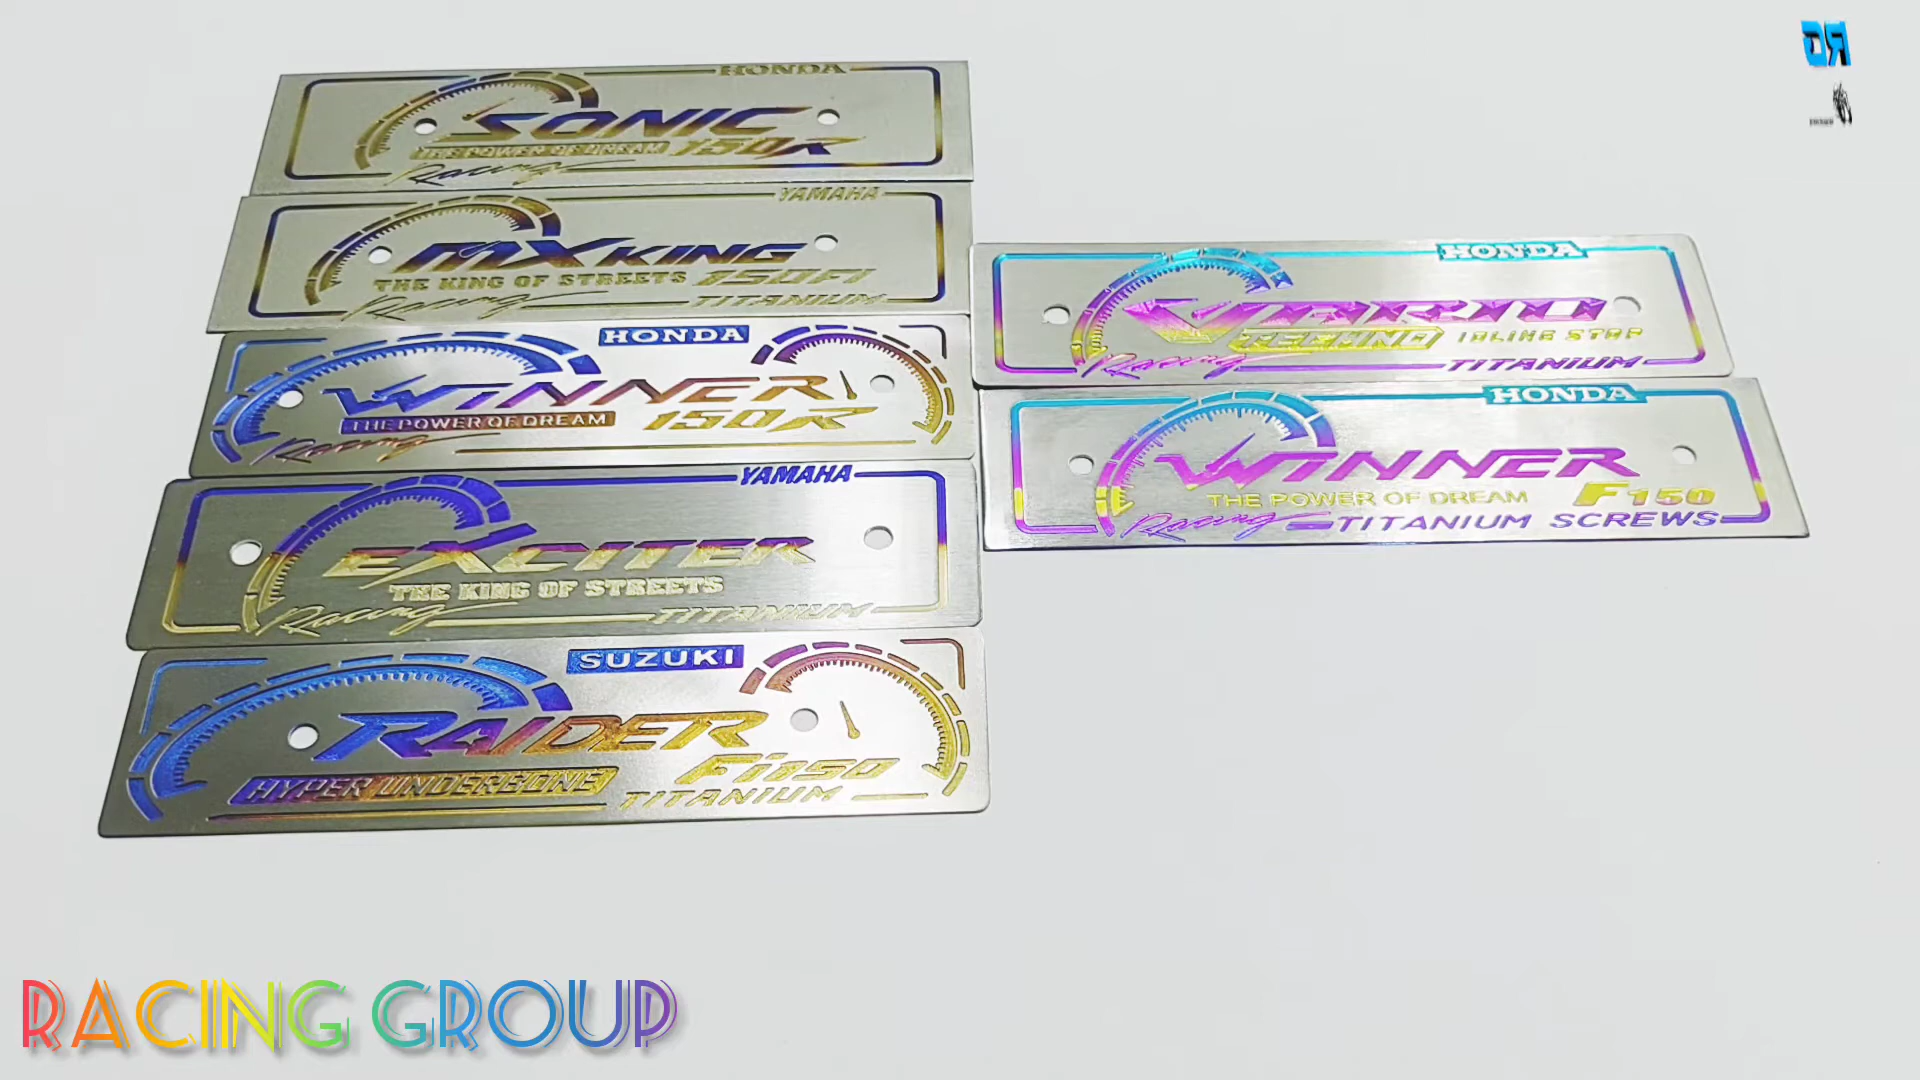 HONDA
SONIC
THE POWER OF DREAM 150R
Racing
YAMAHA
MX KING
THE KING OF STREETS 150FI
Racing TITANIUM
HONDA
WINNER
THE POWER OF DREAM 150R
Racing
YAMAHA
EXCITER
THE KING OF STREETS
Racing TITANIUM
SUZUKI
RAIDER
Fi150
HYPER UNDERBONE
TITANIUM
HONDA
VARIO
TECHNO
Racing TITANIUM
HONDA
WINNER
THE POWER OF DREAM F150
Racing TITANIUM SCREWS
RACING GROUP